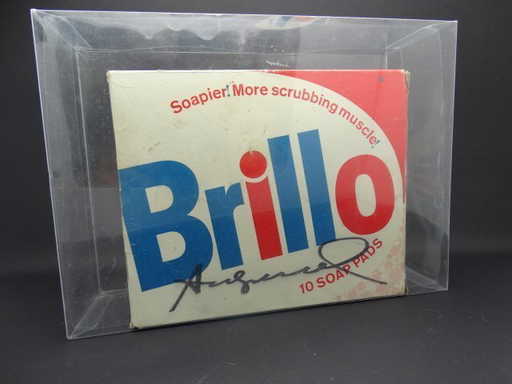 Soapier! More scrubbing muscle!
Brillo
10 SOAP PADS